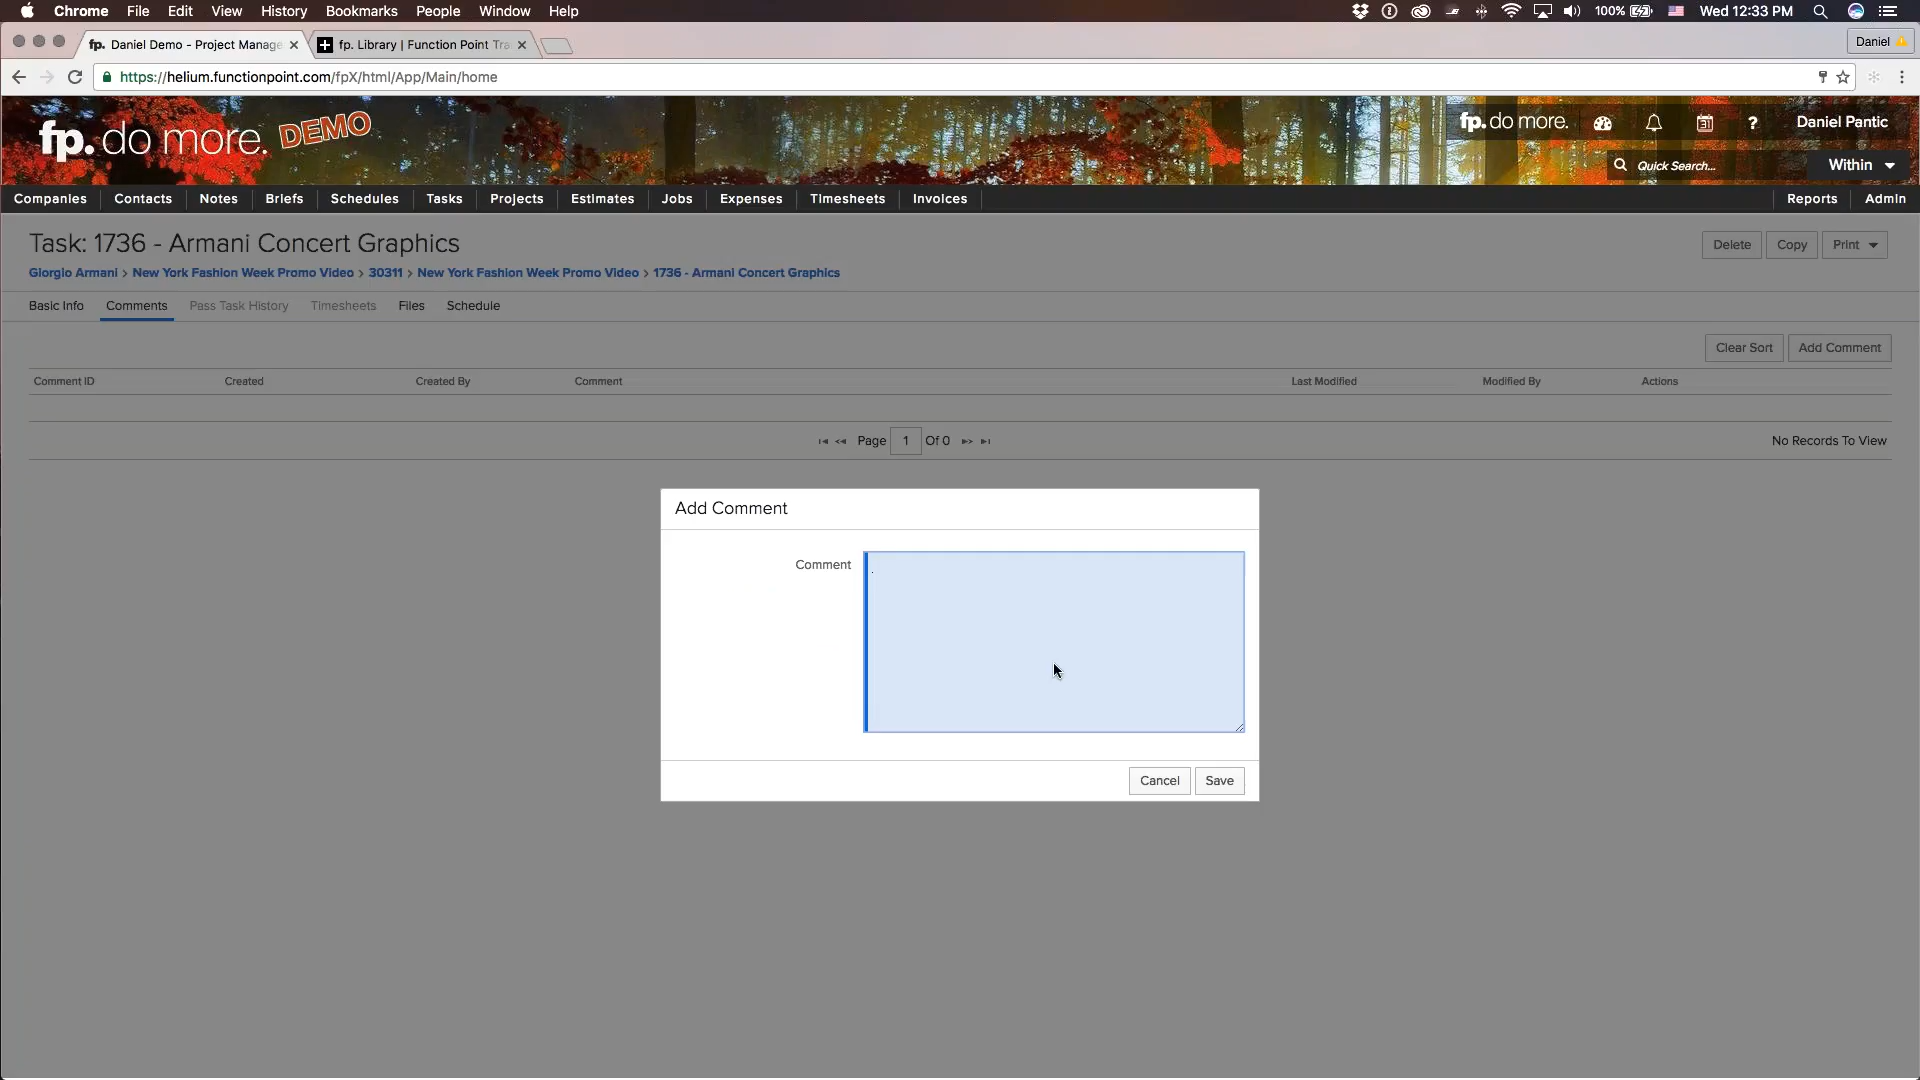 Chrome File Edit View History Bookmarks People Window Help 100% Wed 12:33 PM
fp. Daniel Demo - Project Manage fp. Library | Function Point Tra Daniel
https://helium.functionpoint.com/fpX/html/App/Main/home
fp. do more. DEMO
fp. do more. 31 ? Daniel Pantic
Quick Search... Within
Companies Contacts Notes Briefs Schedules Tasks Projects Estimates Jobs Expenses Timesheets Invoices Reports Admin
Task: 1736 - Armani Concert Graphics
Delete Copy Print
Giorgio Armani > New York Fashion Week Promo Video > 30311 > New York Fashion Week Promo Video > 1736 - Armani Concert Graphics
Basic Info Comments Pass Task History Timesheets Files Schedule
Clear Sort Add Comment
Comment ID Created Created By Comment Last Modified Modified By Actions
Page 1 Of 0 No Records To View
Add Comment
Comment
.
Cancel Save